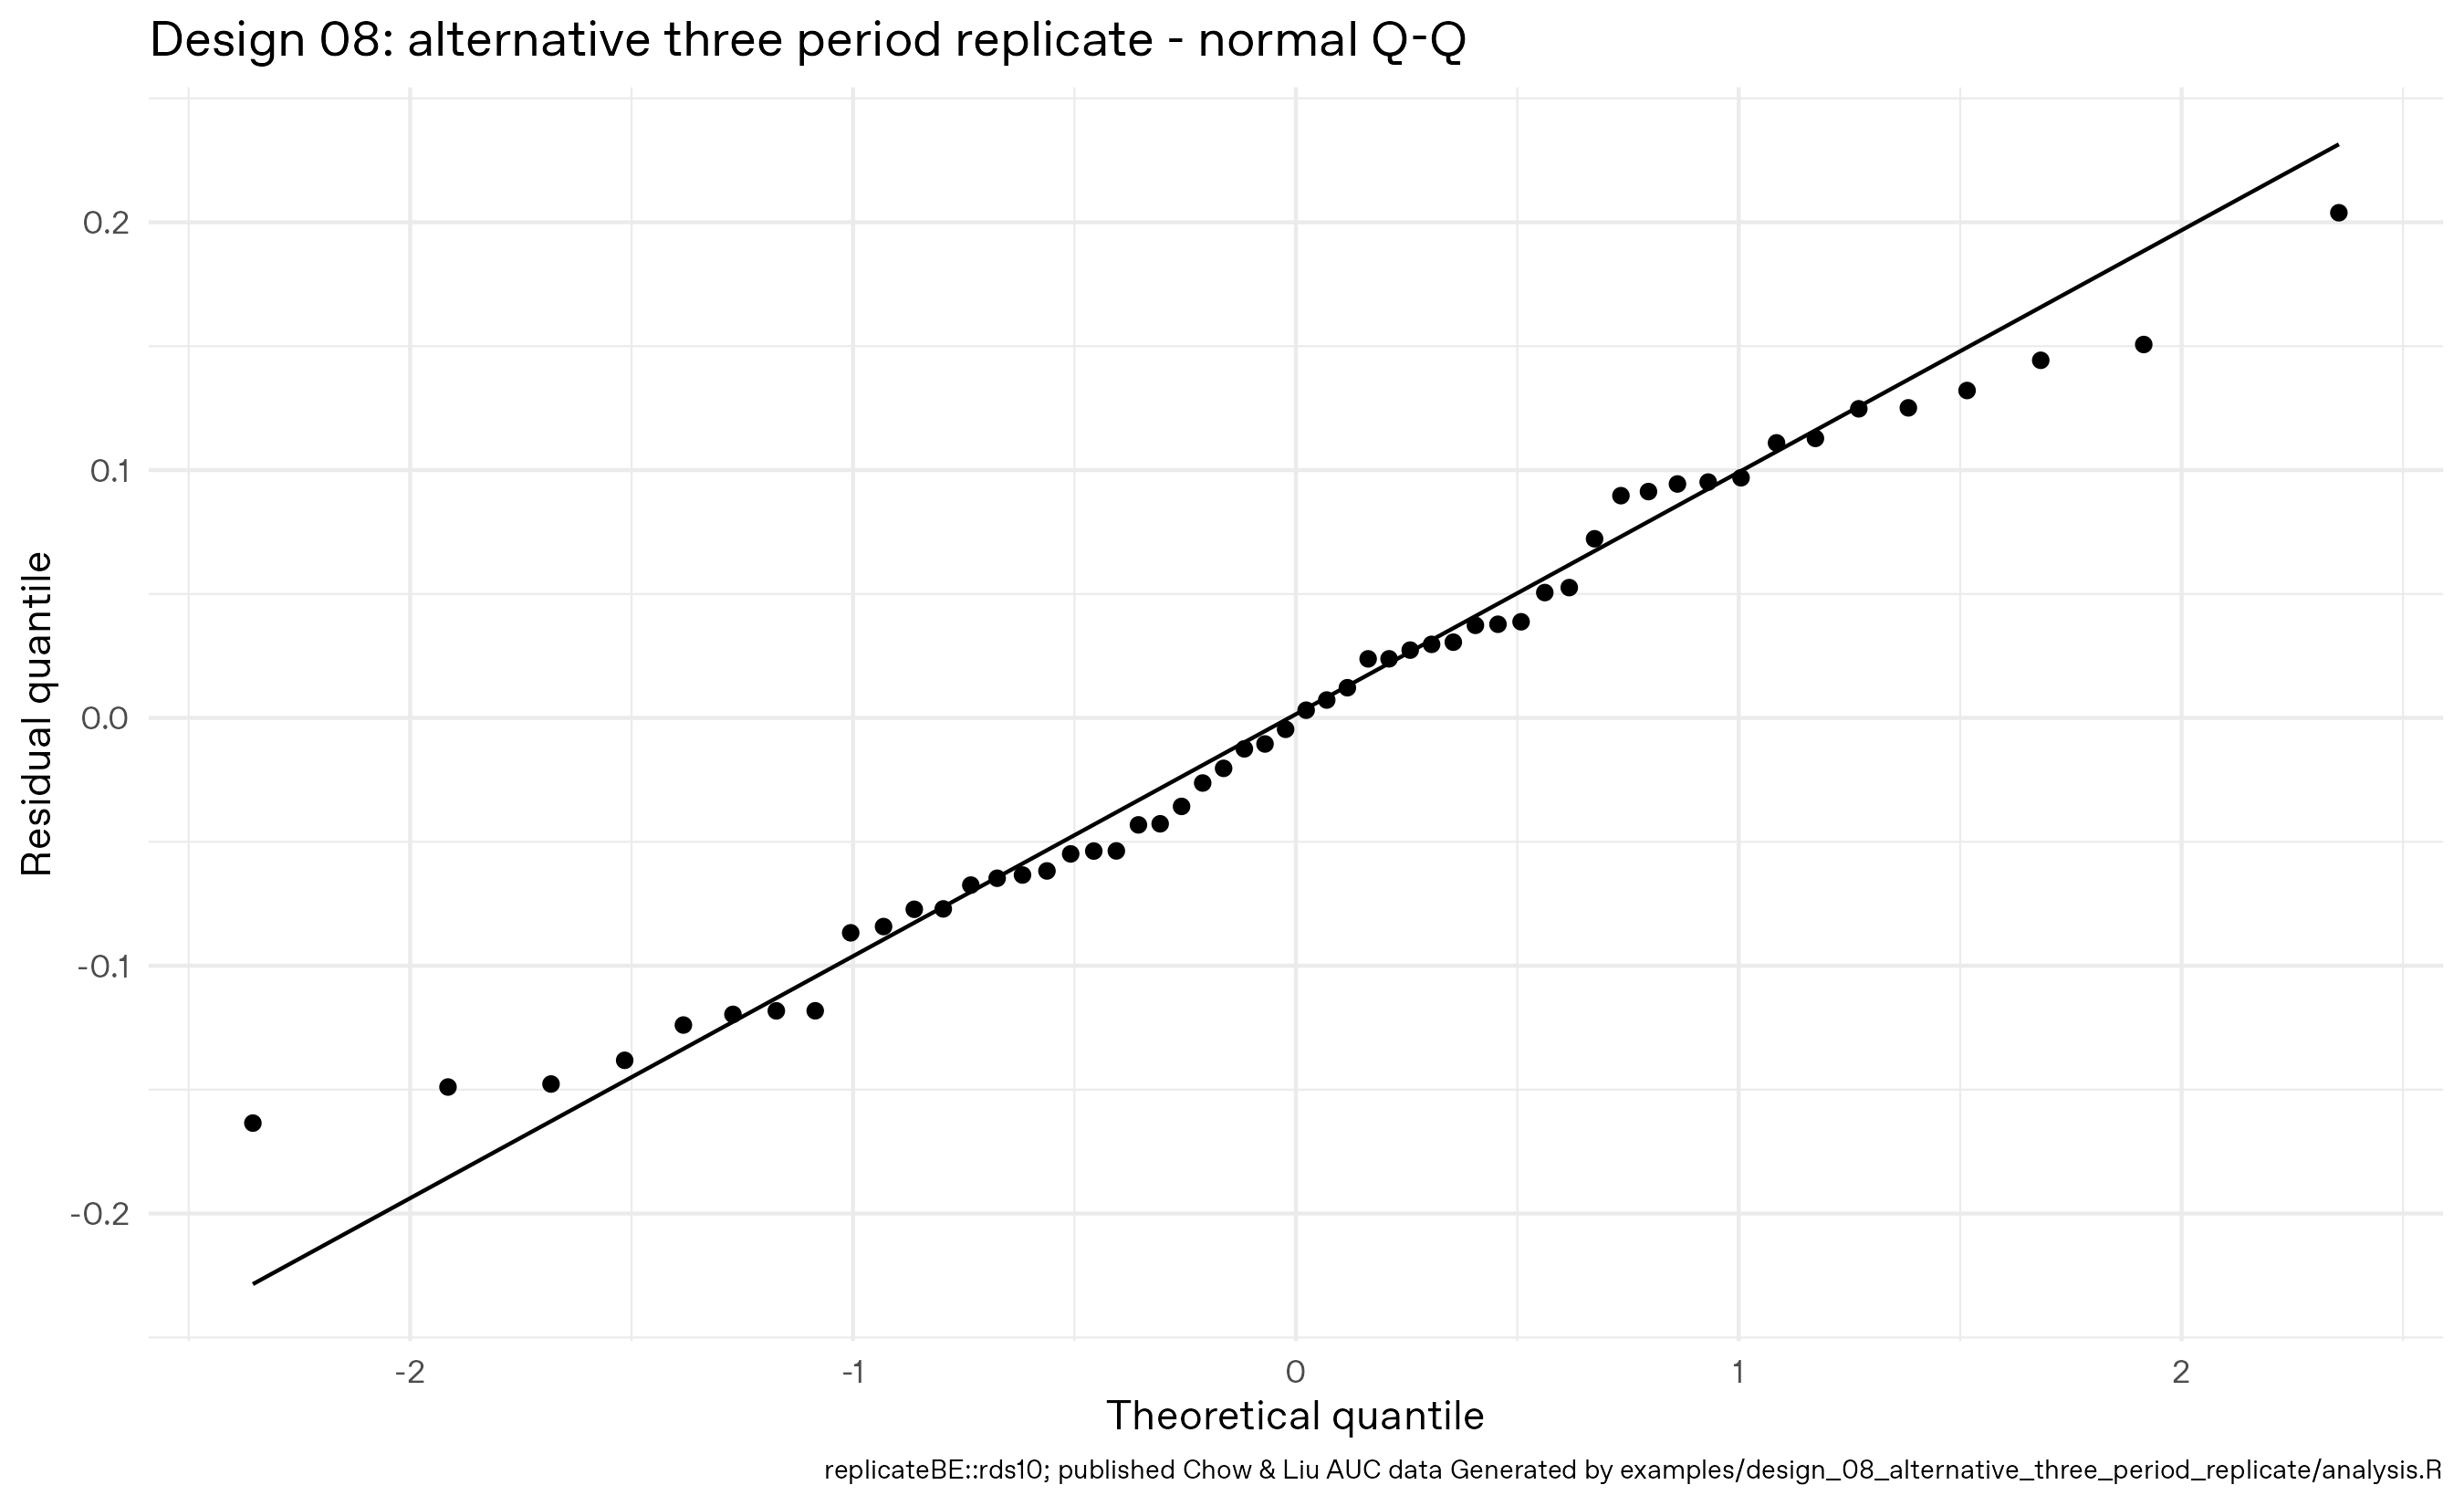 Design 08: alternative three period replicate - normal Q-Q
Residual quantile
0.2
0.1
0.0
-0.1
-0.2
-2
-1
0
1
2
Theoretical quantile
replicateBE::rds10; published Chow & Liu AUC data Generated by examples/design_08_alternative_three_period_replicate/analysis.R